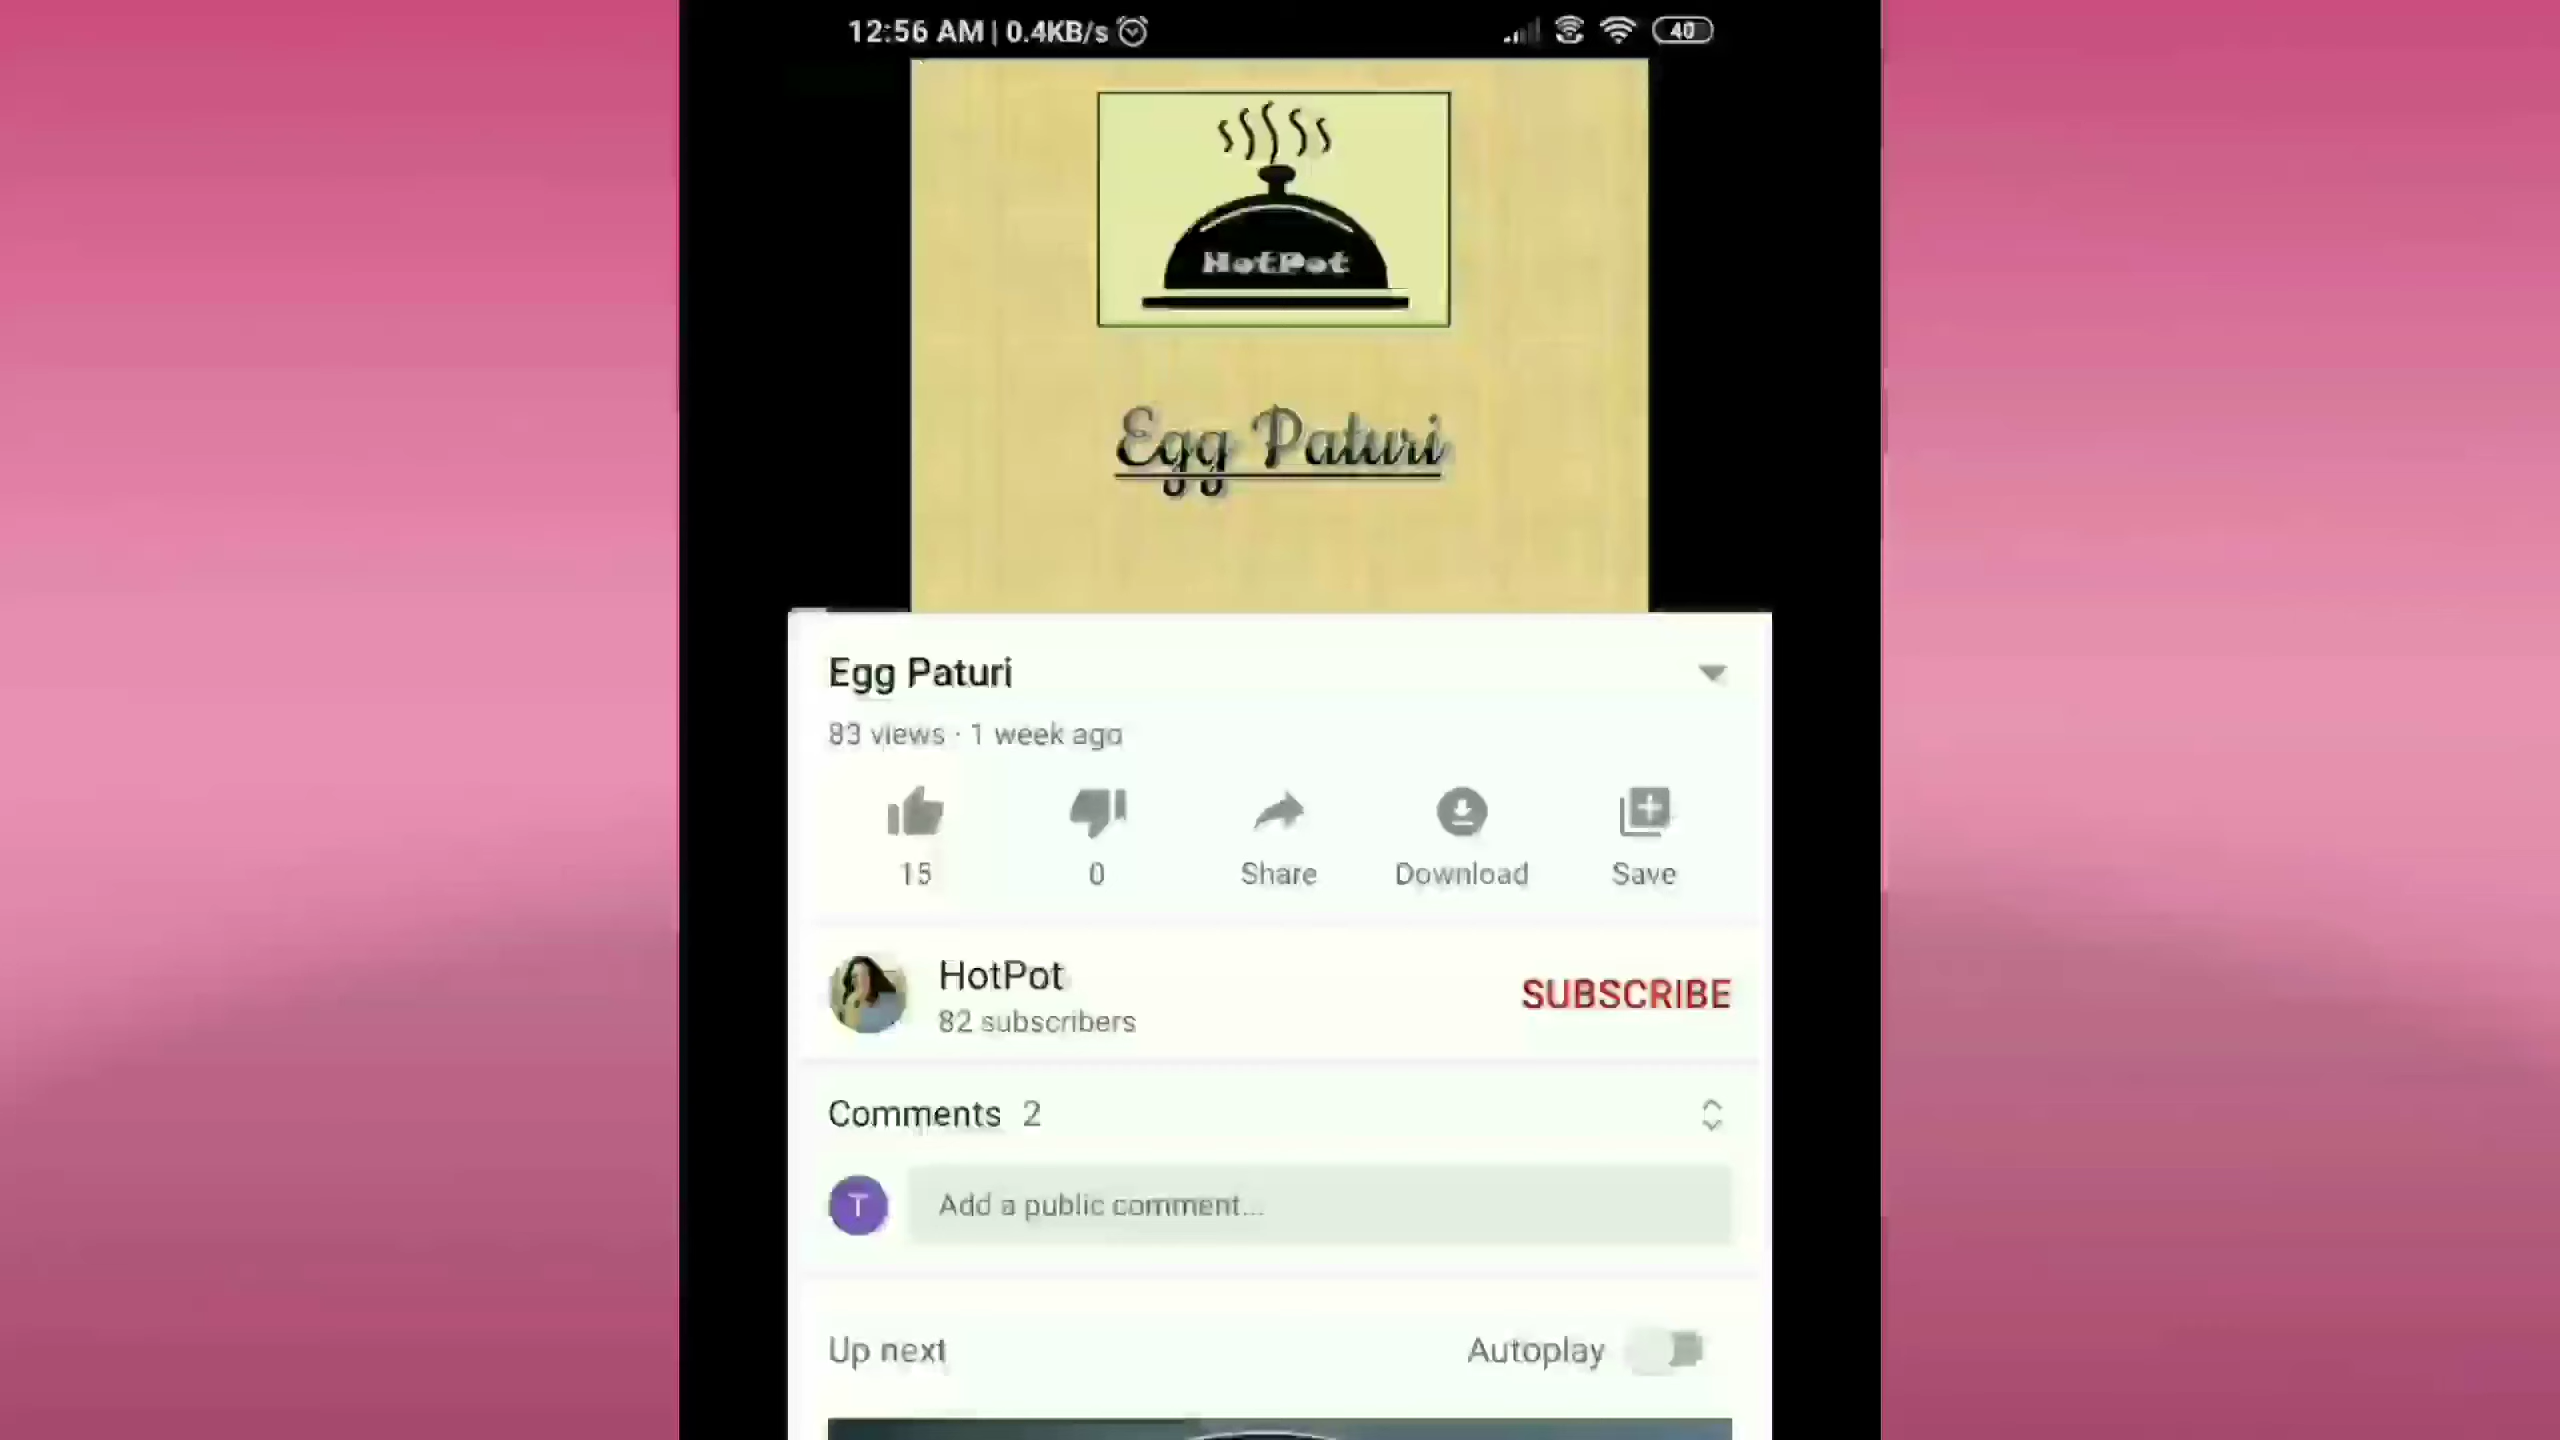 12:56 AM | 0.4KB/s
40
HotPot
Egg Paturi
Egg Paturi
83 views · 1 week ago
15
0
Share
Download
Save
HotPot
82 subscribers
SUBSCRIBE
Comments 2
T
Add a public comment...
Up next
Autoplay